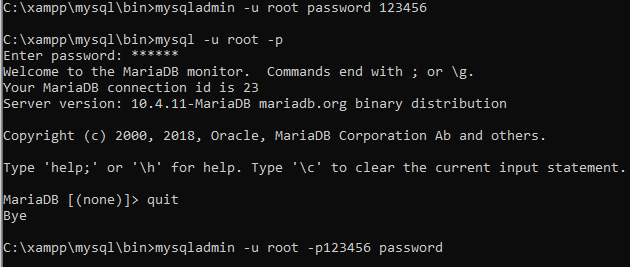 C:\xampp\mysql\bin>mysqladmin -u root password 123456
C:\xampp\mysql\bin>mysql -u root -p
Enter password: ******
Welcome to the MariaDB monitor.  Commands end with ; or \g.
Your MariaDB connection id is 23
Server version: 10.4.11-MariaDB mariadb.org binary distribution
Copyright (c) 2000, 2018, Oracle, MariaDB Corporation Ab and others.
Type 'help;' or '\h' for help. Type '\c' to clear the current input statement.
MariaDB [(none)]> quit
Bye
C:\xampp\mysql\bin>mysqladmin -u root -p123456 password